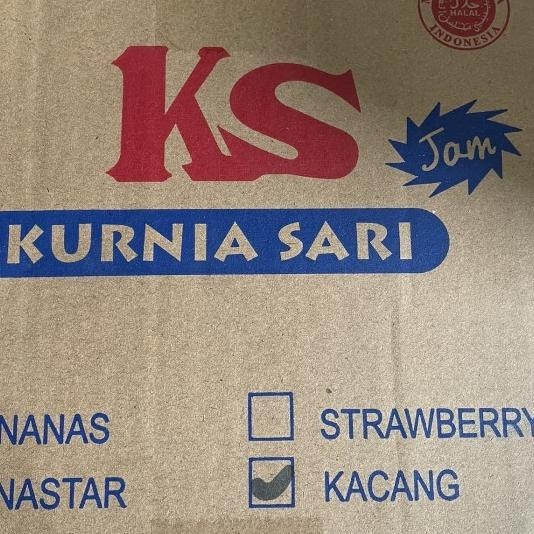 HALAL
INDONESIA
KS
Jam
KURNIA SARI
NANAS
STRAWBERRY
NASTAR
KACANG